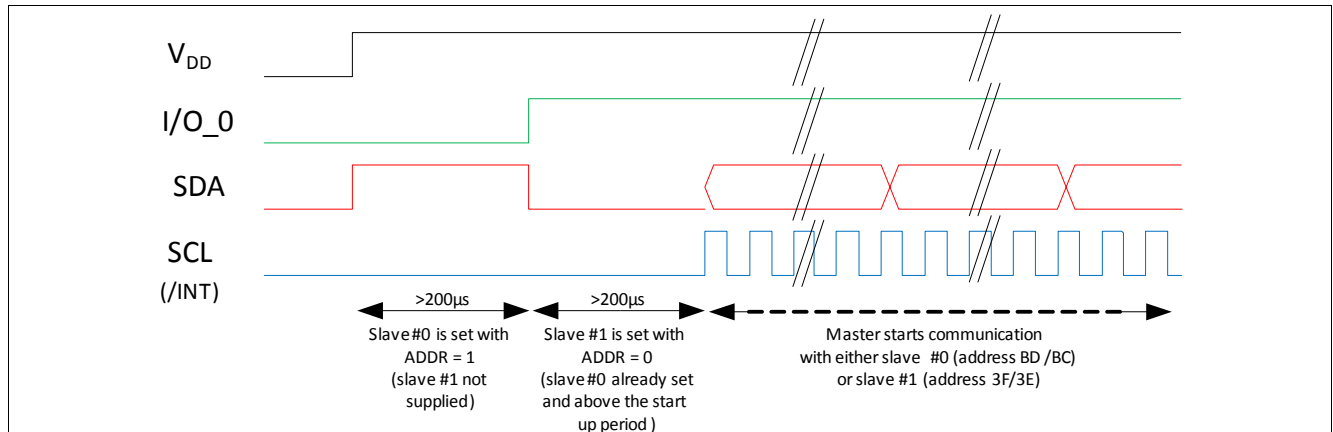 VDD
I/O_0
SDA
SCL
(/INT)
>200µs
Slave #0 is set with
ADDR = 1
(slave #1 not
supplied )
>200µs
Slave #1 is set with
ADDR = 0
(slave #0 already set
and above the start
up period )
Master starts communication
with either slave #0 (address BD /BC)
or slave #1 (address 3F/3E)